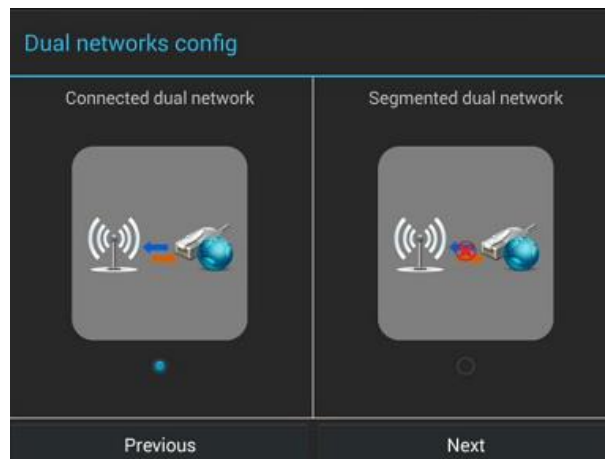 Dual networks config
Connected dual network
Segmented dual network
Previous
Next